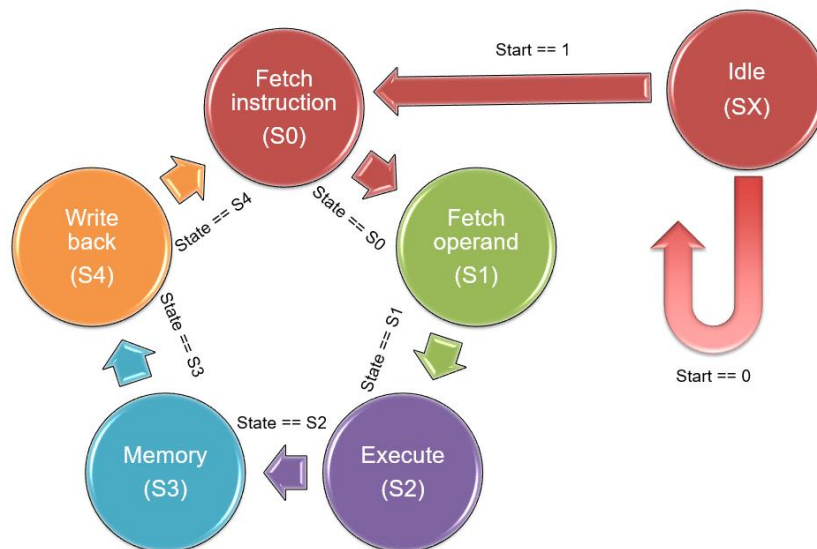 Fetch
instruction
(S0)
Start == 1
Idle
(SX)
Write
back
(S4)
State == S4
State == S0
Fetch
operand
(S1)
State == S3
State == S1
Start == 0
Memory
(S3)
State == S2
Execute
(S2)